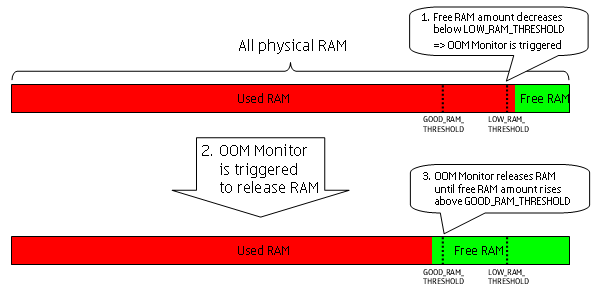 1. Free RAM amount decreases
below LOW_RAM_THRESHOLD
=> OOM Monitor is triggered
All physical RAM
Used RAM
Free RAM
GOOD_RAM_
THRESHOLD
LOW_RAM_
THRESHOLD
2. OOM Monitor
is triggered
to release RAM
3. OOM Monitor releases RAM
until free RAM amount rises
above GOOD_RAM_THRESHOLD
Used RAM
Free RAM
GOOD_RAM_
THRESHOLD
LOW_RAM_
THRESHOLD